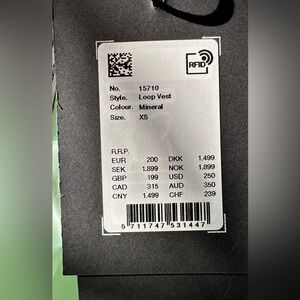 RFID
No. 15710
Style. Loop Vest
Colour. Mineral
Size. XS
R.R.P.
EUR 200 DKK 1.499
SEK 1.899 NOK 1.899
GBP 199 USD 250
CAD 315 AUD 350
CNY 1.499 CHF 239
5 711747 531447